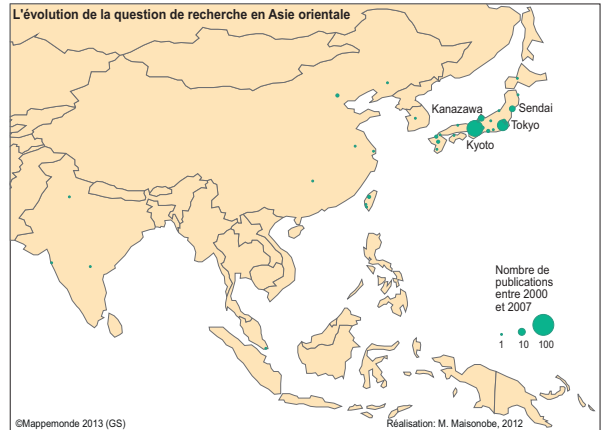 L'évolution de la question de recherche en Asie orientale
Kanazawa
Sendai
Tokyo
Kyoto
Nombre de
publications
entre 2000
et 2007
1 10 100
©Mappemonde 2013 (GS)
Réalisation: M. Maisonobe, 2012